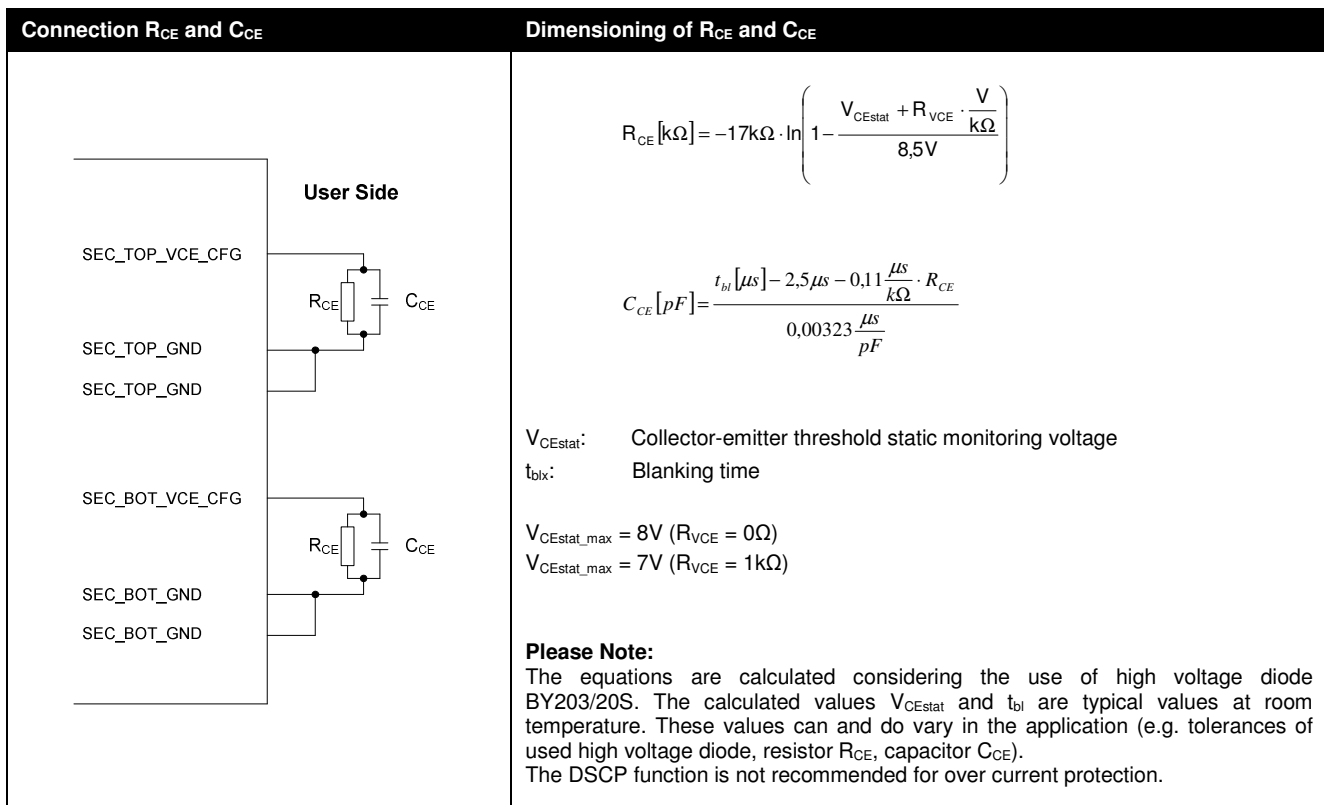 Connection RCE and CCE
Dimensioning of RCE and CCE
User Side
SEC_TOP_VCE_CFG
RCE
CCE
SEC_TOP_GND
SEC_TOP_GND
SEC_BOT_VCE_CFG
RCE
CCE
SEC_BOT_GND
SEC_BOT_GND
RCE[kΩ] = −17kΩ · ln(1 − (VCEstat + RVCE · V/kΩ) / 8,5V)
CCE[pF] = (tbl[μs] − 2,5μs − 0,11 μs/kΩ · RCE) / (0,00323 μs/pF)
VCEstat: Collector-emitter threshold static monitoring voltage
tblx: Blanking time
VCEstat_max = 8V (RVCE = 0Ω)
VCEstat_max = 7V (RVCE = 1kΩ)
Please Note:
The equations are calculated considering the use of high voltage diode
BY203/20S. The calculated values VCEstat and tbl are typical values at room
temperature. These values can and do vary in the application (e.g. tolerances of
used high voltage diode, resistor RCE, capacitor CCE).
The DSCP function is not recommended for over current protection.